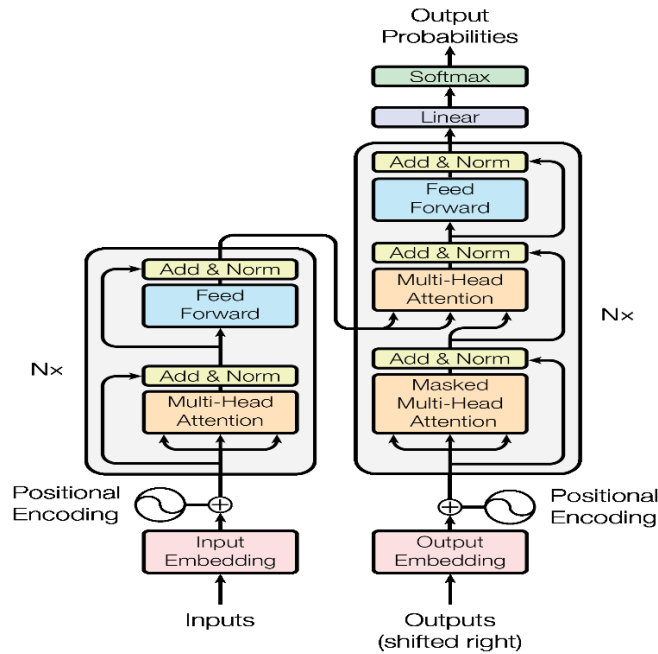 Output
Probabilities
Softmax
Linear
Add & Norm
Feed
Forward
Add & Norm
Multi-Head
Attention
Add & Norm
Masked
Multi-Head
Attention
Nx
Add & Norm
Feed
Forward
Add & Norm
Multi-Head
Attention
Nx
Positional
Encoding
Positional
Encoding
Input
Embedding
Output
Embedding
Inputs
Outputs
(shifted right)